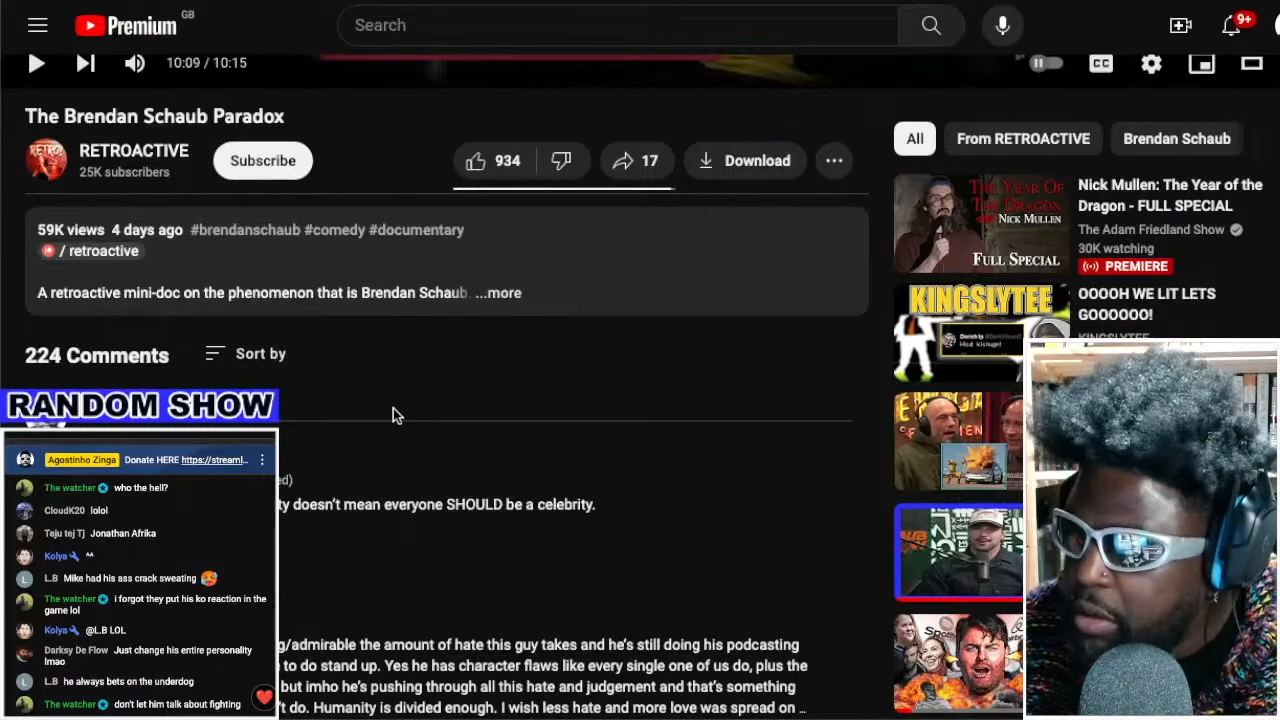 Premium GB
Search
9+
10:09 / 10:15
CC
The Brendan Schaub Paradox
RETROACTIVE
25K subscribers
Subscribe
934
17
Download
59K views 4 days ago #brendanschaub #comedy #documentary
/ retroactive
A retroactive mini-doc on the phenomenon that is Brendan Schaub. ...more
224 Comments
Sort by
RANDOM SHOW
ed)
ty doesn't mean everyone SHOULD be a celebrity.
g/admirable the amount of hate this guy takes and he's still doing his podcasting
to do stand up. Yes he has character flaws like every single one of us do, plus the
but imho he's pushing through all this hate and judgement and that's something
't do. Humanity is divided enough. I wish less hate and more love was spread on ...
Agostinho Zinga Donate HERE https://streaml...
The watcher who the hell?
CloudK20 lolol
Teju tej Tj Jonathan Afrika
Kolya ^^
L.B Mike had his ass crack sweating
The watcher i forgot they put his ko reaction in the
game lol
Kolya @L.B LOL
Darksy De Flow Just change his entire personality
lmao
L.B he always bets on the underdog
The watcher don't let him talk about fighting
All
From RETROACTIVE
Brendan Schaub
THE YEAR OF
THE DRAGON
NICK MULLEN
FULL SPECIAL
Nick Mullen: The Year of the
Dragon - FULL SPECIAL
The Adam Friedland Show
30K watching
PREMIERE
KINGSLYTEE
OOOOH WE LIT LETS
GOOOOOO!
KINGSLYTEE